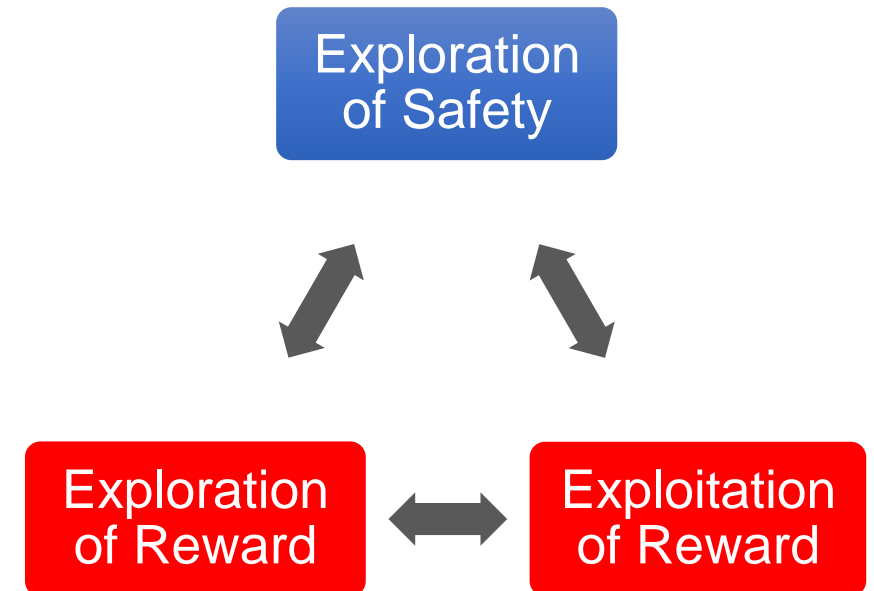 Exploration
of Safety
Exploration
of Reward
Exploitation
of Reward